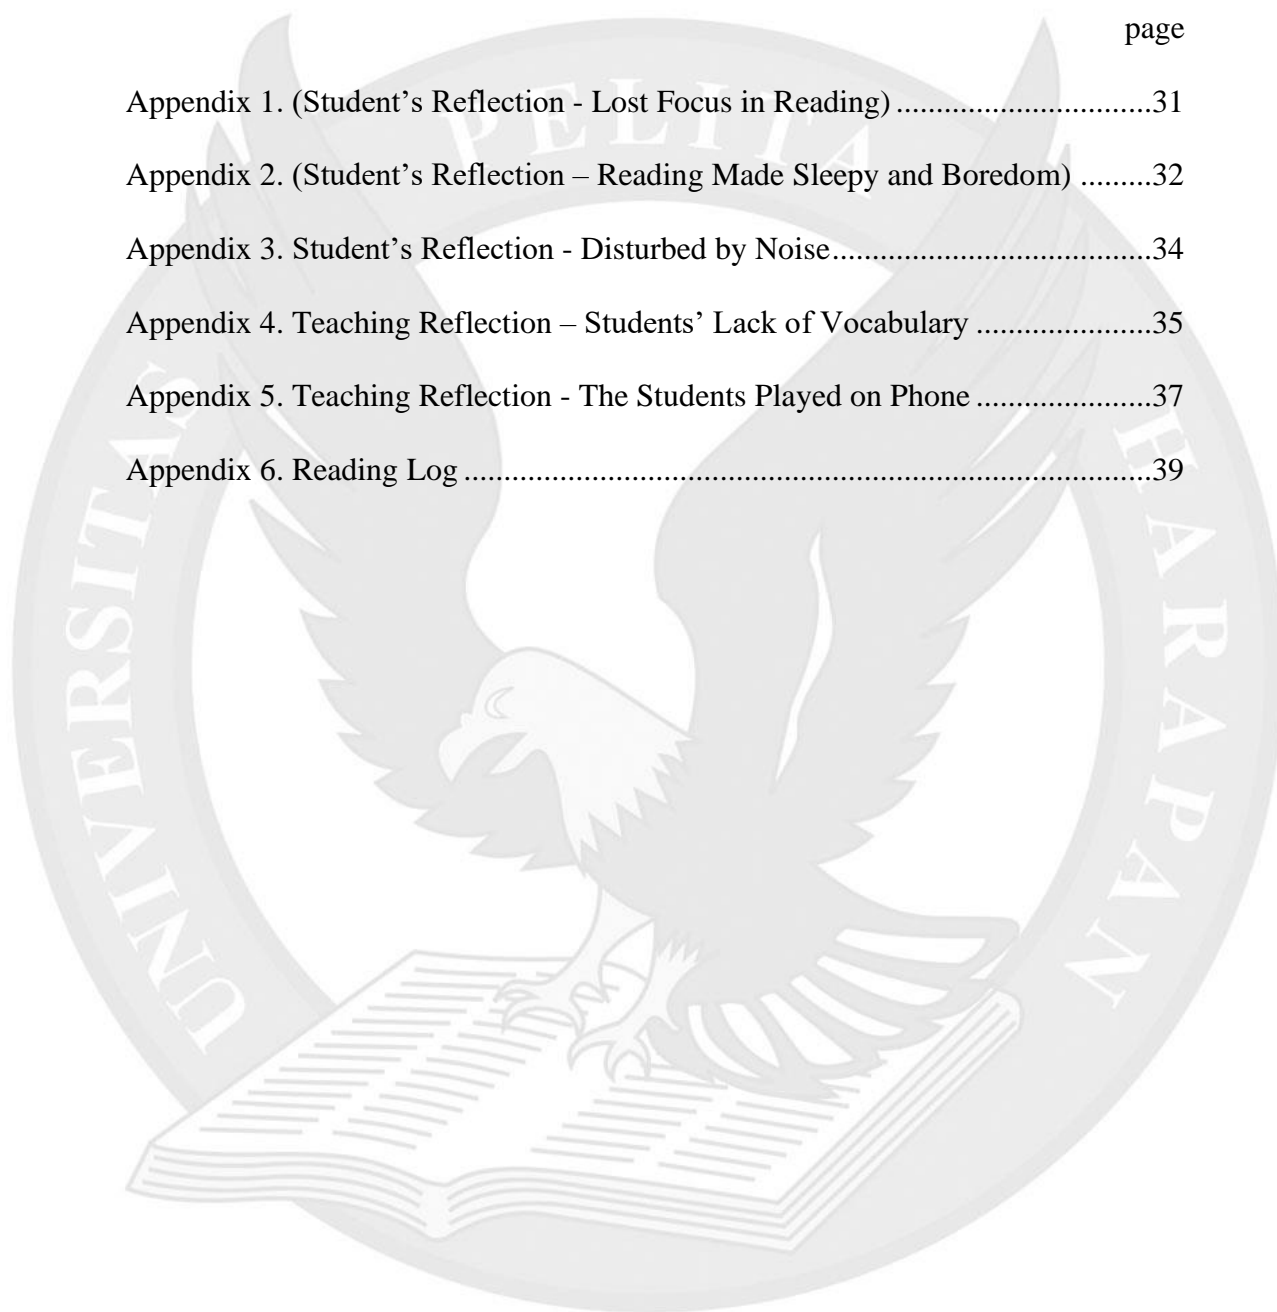 page
Appendix 1. (Student’s Reflection - Lost Focus in Reading) ................................31
Appendix 2. (Student’s Reflection – Reading Made Sleepy and Boredom) .........32
Appendix 3. Student’s Reflection - Disturbed by Noise........................................34
Appendix 4. Teaching Reflection – Students’ Lack of Vocabulary ......................35
Appendix 5. Teaching Reflection - The Students Played on Phone ......................37
Appendix 6. Reading Log ......................................................................................39
UNIVERSITAS PELITA HARAPAN